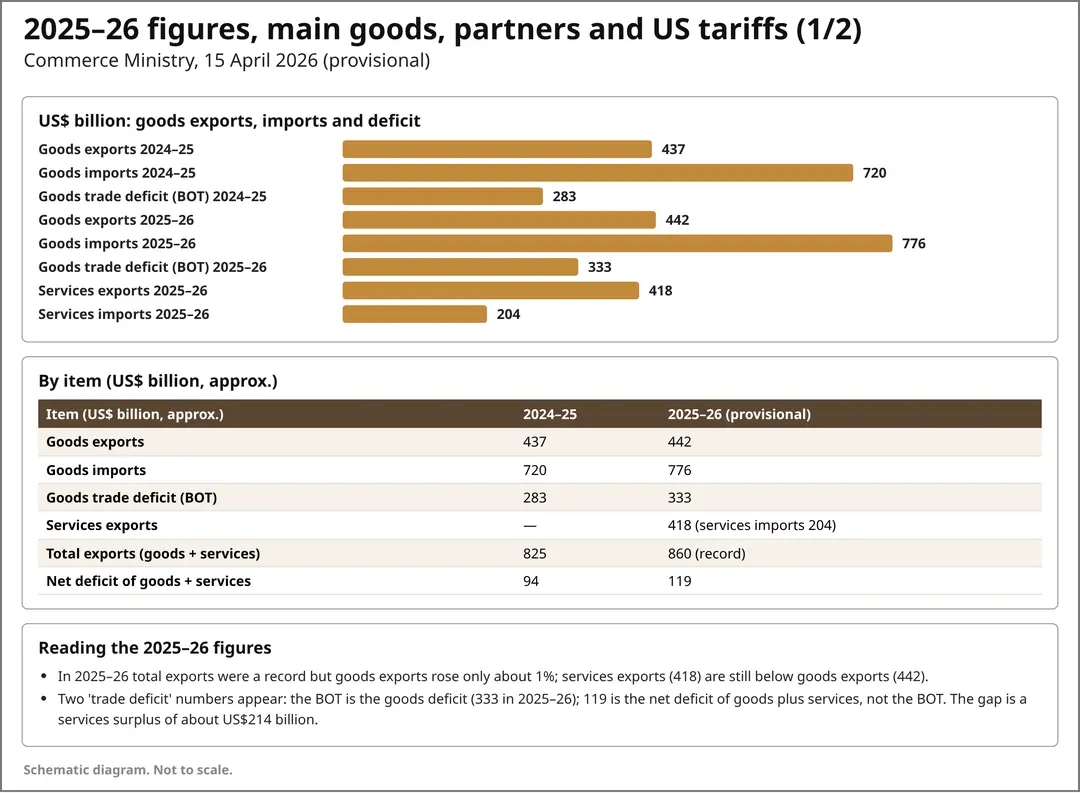 2025–26 figures, main goods, partners and US tariffs (1/2)
Commerce Ministry, 15 April 2026 (provisional)
US$ billion: goods exports, imports and deficit
Goods exports 2024–25 437
Goods imports 2024–25 720
Goods trade deficit (BOT) 2024–25 283
Goods exports 2025–26 442
Goods imports 2025–26 776
Goods trade deficit (BOT) 2025–26 333
Services exports 2025–26 418
Services imports 2025–26 204
By item (US$ billion, approx.)
Item (US$ billion, approx.) 2024–25 2025–26 (provisional)
Goods exports 437 442
Goods imports 720 776
Goods trade deficit (BOT) 283 333
Services exports — 418 (services imports 204)
Total exports (goods + services) 825 860 (record)
Net deficit of goods + services 94 119
Reading the 2025–26 figures
• In 2025–26 total exports were a record but goods exports rose only about 1%; services exports (418) are still below goods exports (442).
• Two 'trade deficit' numbers appear: the BOT is the goods deficit (333 in 2025–26); 119 is the net deficit of goods plus services, not the BOT. The gap is a
services surplus of about US$214 billion.
Schematic diagram. Not to scale.